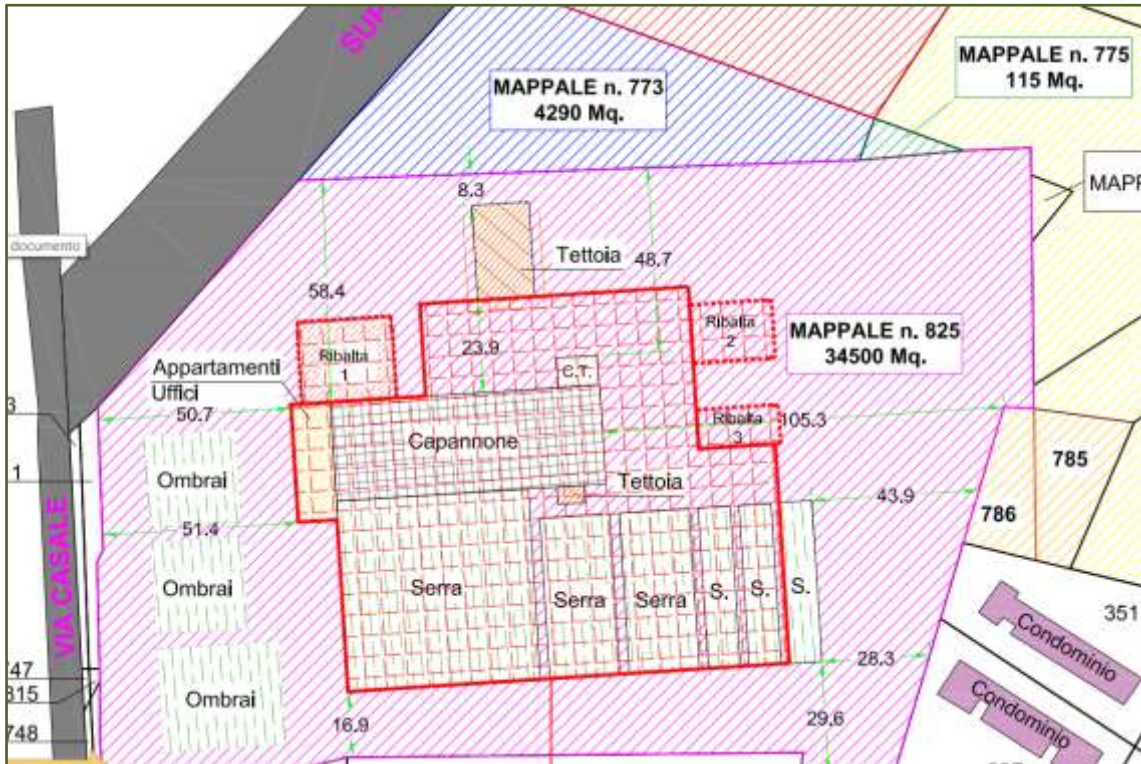 SUP
MAPPALE n. 773
4290 Mq.
MAPPALE n. 775
115 Mq.
MAPP
8.3
documento
Tettoia
48.7
58.4
Ribalta
1
23.9
Ribalta
2
MAPPALE n. 825
34500 Mq.
Appartamenti
Uffici
C.T.
3
50.7
Ribalta
3
105.3
Capannone
785
1
Ombrai
Tettoia
43.9
786
51.4
VIA CASALE
Ombrai
Serra
Serra
Serra
S.
S.
S.
351
Condominio
28.3
47
815
Ombrai
Condominio
16.9
29.6
748